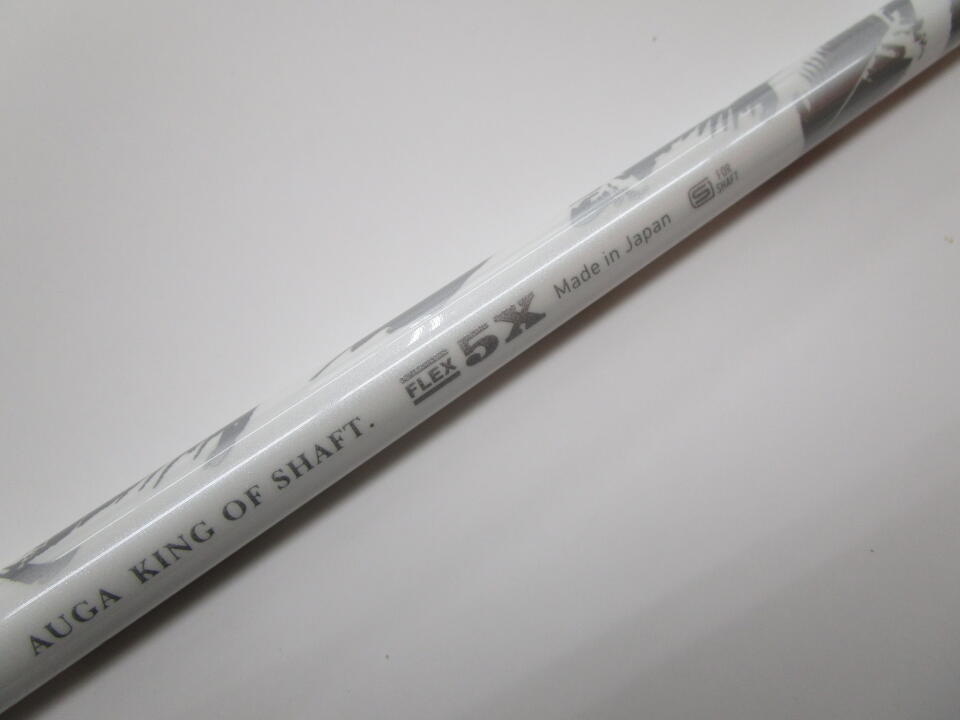 AUGA KING OF SHAFT.
FLEX 5X
Made in Japan
S FOR
SHAFT